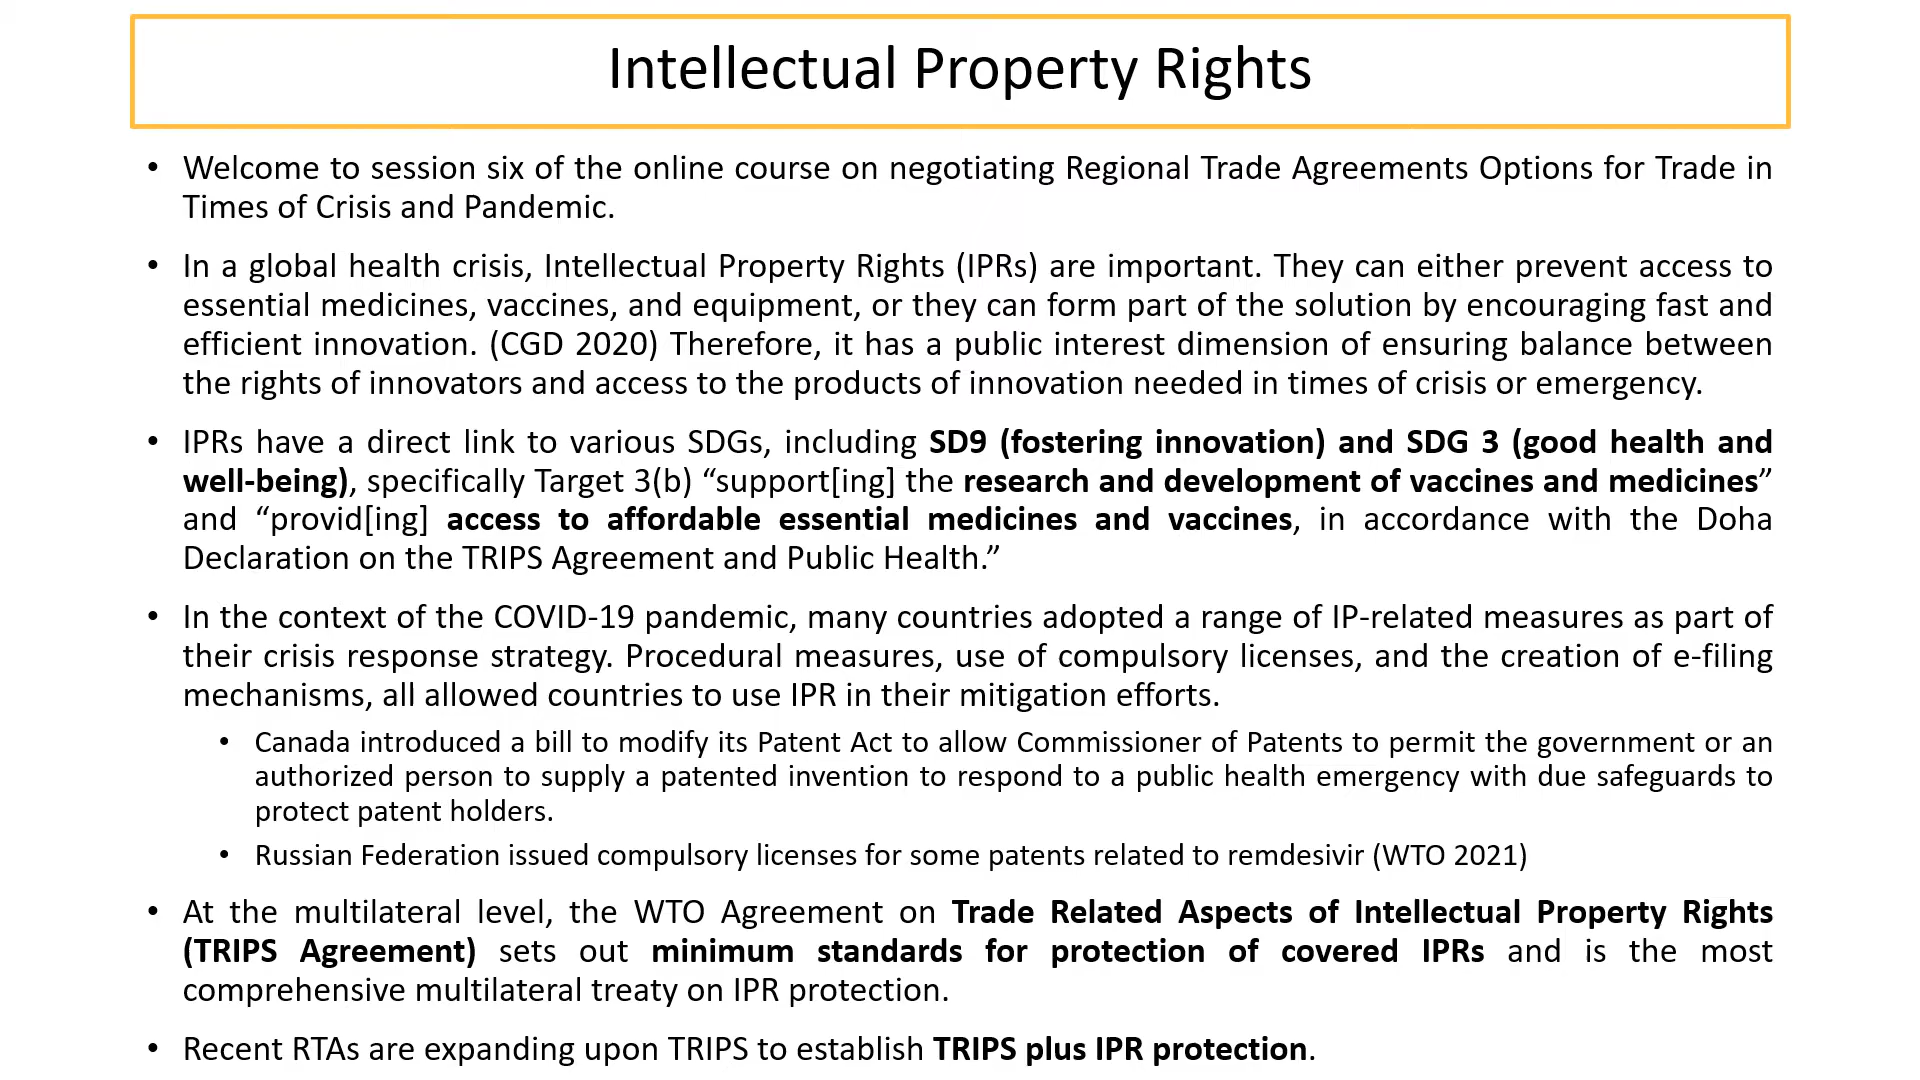 Intellectual Property Rights
• Welcome to session six of the online course on negotiating Regional Trade Agreements Options for Trade in
Times of Crisis and Pandemic.
• In a global health crisis, Intellectual Property Rights (IPRs) are important. They can either prevent access to
essential medicines, vaccines, and equipment, or they can form part of the solution by encouraging fast and
efficient innovation. (CGD 2020) Therefore, it has a public interest dimension of ensuring balance between
the rights of innovators and access to the products of innovation needed in times of crisis or emergency.
• IPRs have a direct link to various SDGs, including SD9 (fostering innovation) and SDG 3 (good health and
well-being), specifically Target 3(b) “support[ing] the research and development of vaccines and medicines”
and “provid[ing] access to affordable essential medicines and vaccines, in accordance with the Doha
Declaration on the TRIPS Agreement and Public Health.”
• In the context of the COVID-19 pandemic, many countries adopted a range of IP-related measures as part of
their crisis response strategy. Procedural measures, use of compulsory licenses, and the creation of e-filing
mechanisms, all allowed countries to use IPR in their mitigation efforts.
• Canada introduced a bill to modify its Patent Act to allow Commissioner of Patents to permit the government or an
authorized person to supply a patented invention to respond to a public health emergency with due safeguards to
protect patent holders.
• Russian Federation issued compulsory licenses for some patents related to remdesivir (WTO 2021)
• At the multilateral level, the WTO Agreement on Trade Related Aspects of Intellectual Property Rights
(TRIPS Agreement) sets out minimum standards for protection of covered IPRs and is the most
comprehensive multilateral treaty on IPR protection.
• Recent RTAs are expanding upon TRIPS to establish TRIPS plus IPR protection.